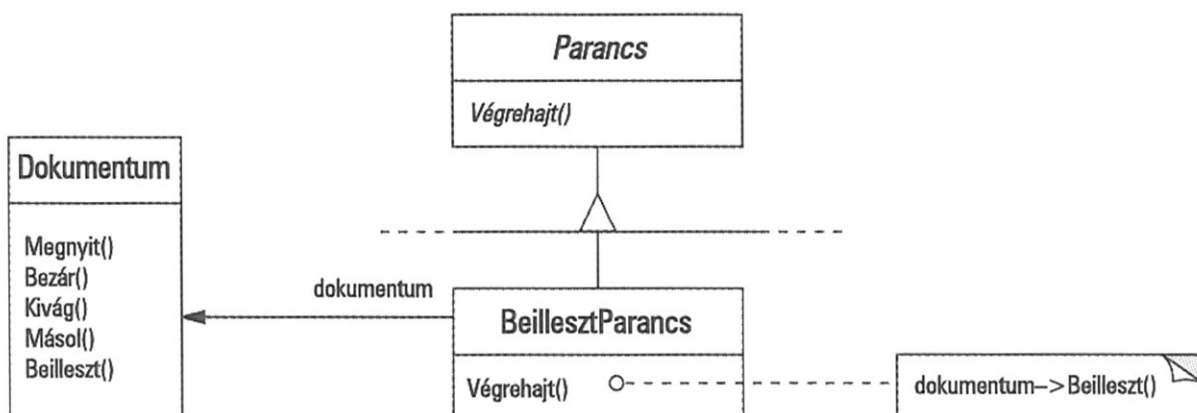 Parancs
Végrehajt()
Dokumentum
Megnyit()
Bezár()
Kivág()
Másol()
Beilleszt()
dokumentum
BeillesztParancs
Végrehajt()
dokumentum–>Beilleszt()